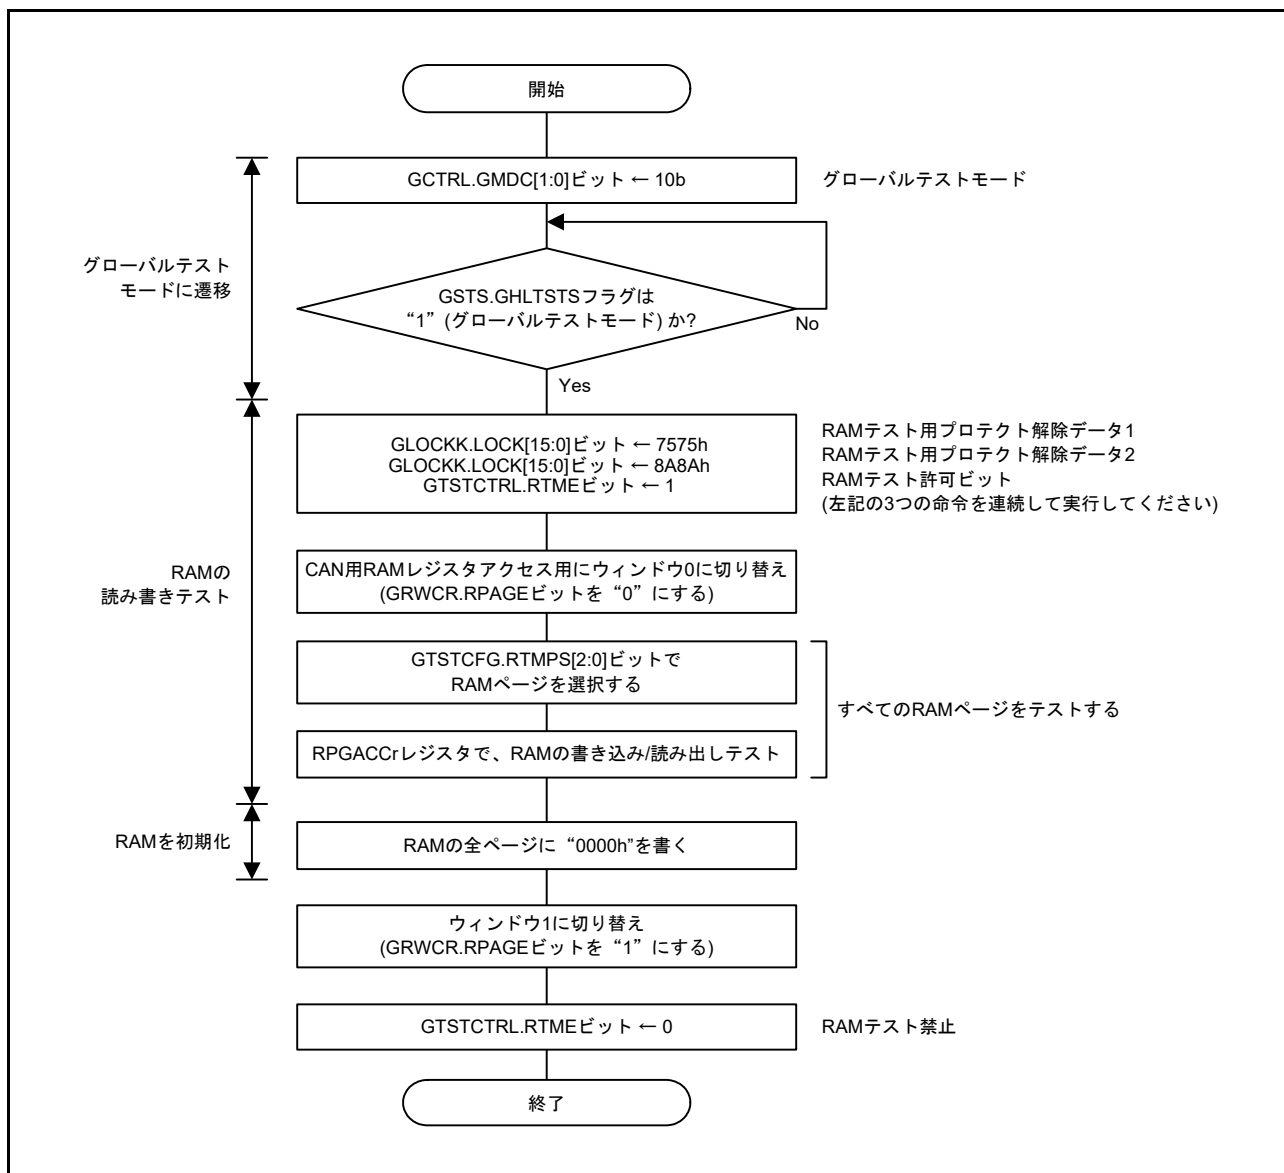 開始
GCTRL.GMDC[1:0]ビット ← 10b
グローバルテストモード
グローバルテスト
モードに遷移
GSTS.GHLTSTSフラグは
“1” (グローバルテストモード) か?
No
Yes
GLOCKK.LOCK[15:0]ビット ← 7575h
GLOCKK.LOCK[15:0]ビット ← 8A8Ah
GTSTCTRL.RTMEビット ← 1
RAMテスト用プロテクト解除データ1
RAMテスト用プロテクト解除データ2
RAMテスト許可ビット
(左記の3つの命令を連続して実行してください)
RAMの
読み書きテスト
CAN用RAMレジスタアクセス用にウィンドウ0に切り替え
(GRWCR.RPAGEビットを “0” にする)
GTSTCFG.RTMPS[2:0]ビットで
RAMページを選択する
すべてのRAMページをテストする
RPGACCrレジスタで、RAMの書き込み/読み出しテスト
RAMを初期化
RAMの全ページに “0000h”を書く
ウィンドウ1に切り替え
(GRWCR.RPAGEビットを “1” にする)
GTSTCTRL.RTMEビット ← 0
RAMテスト禁止
終了